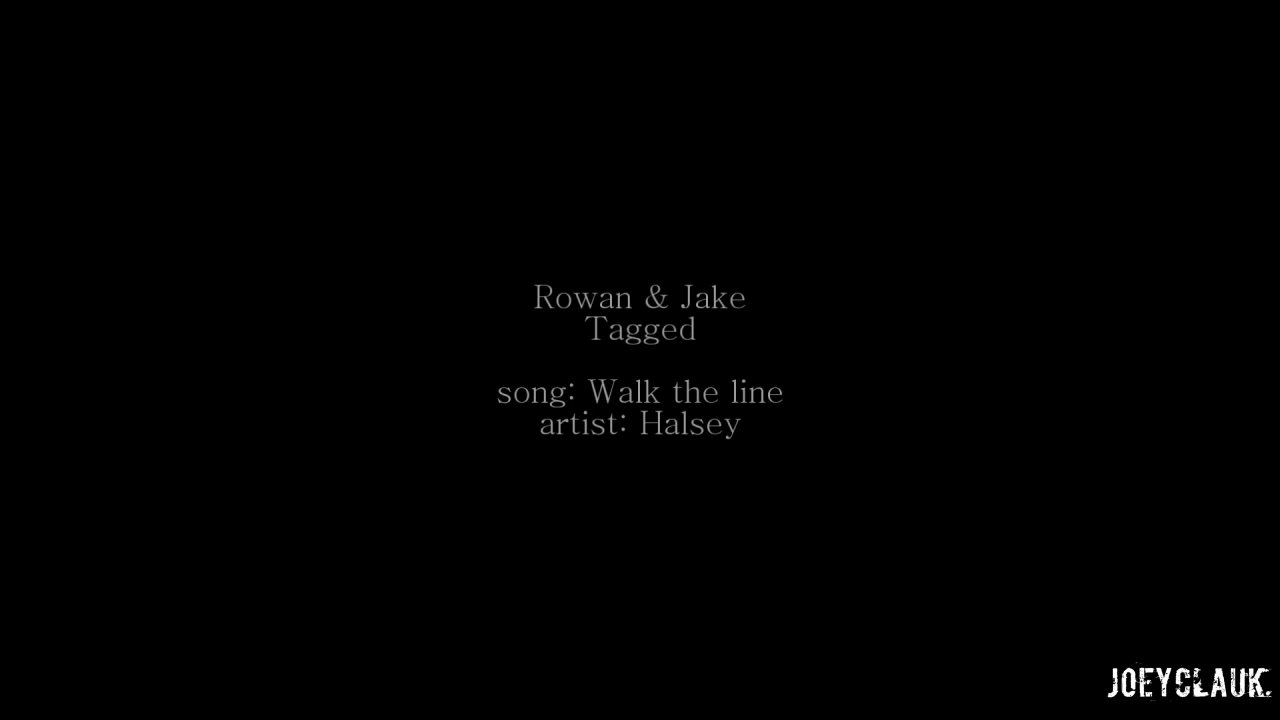 Rowan & Jake
Tagged
song: Walk the line
artist: Halsey
JOEYCLAUK.